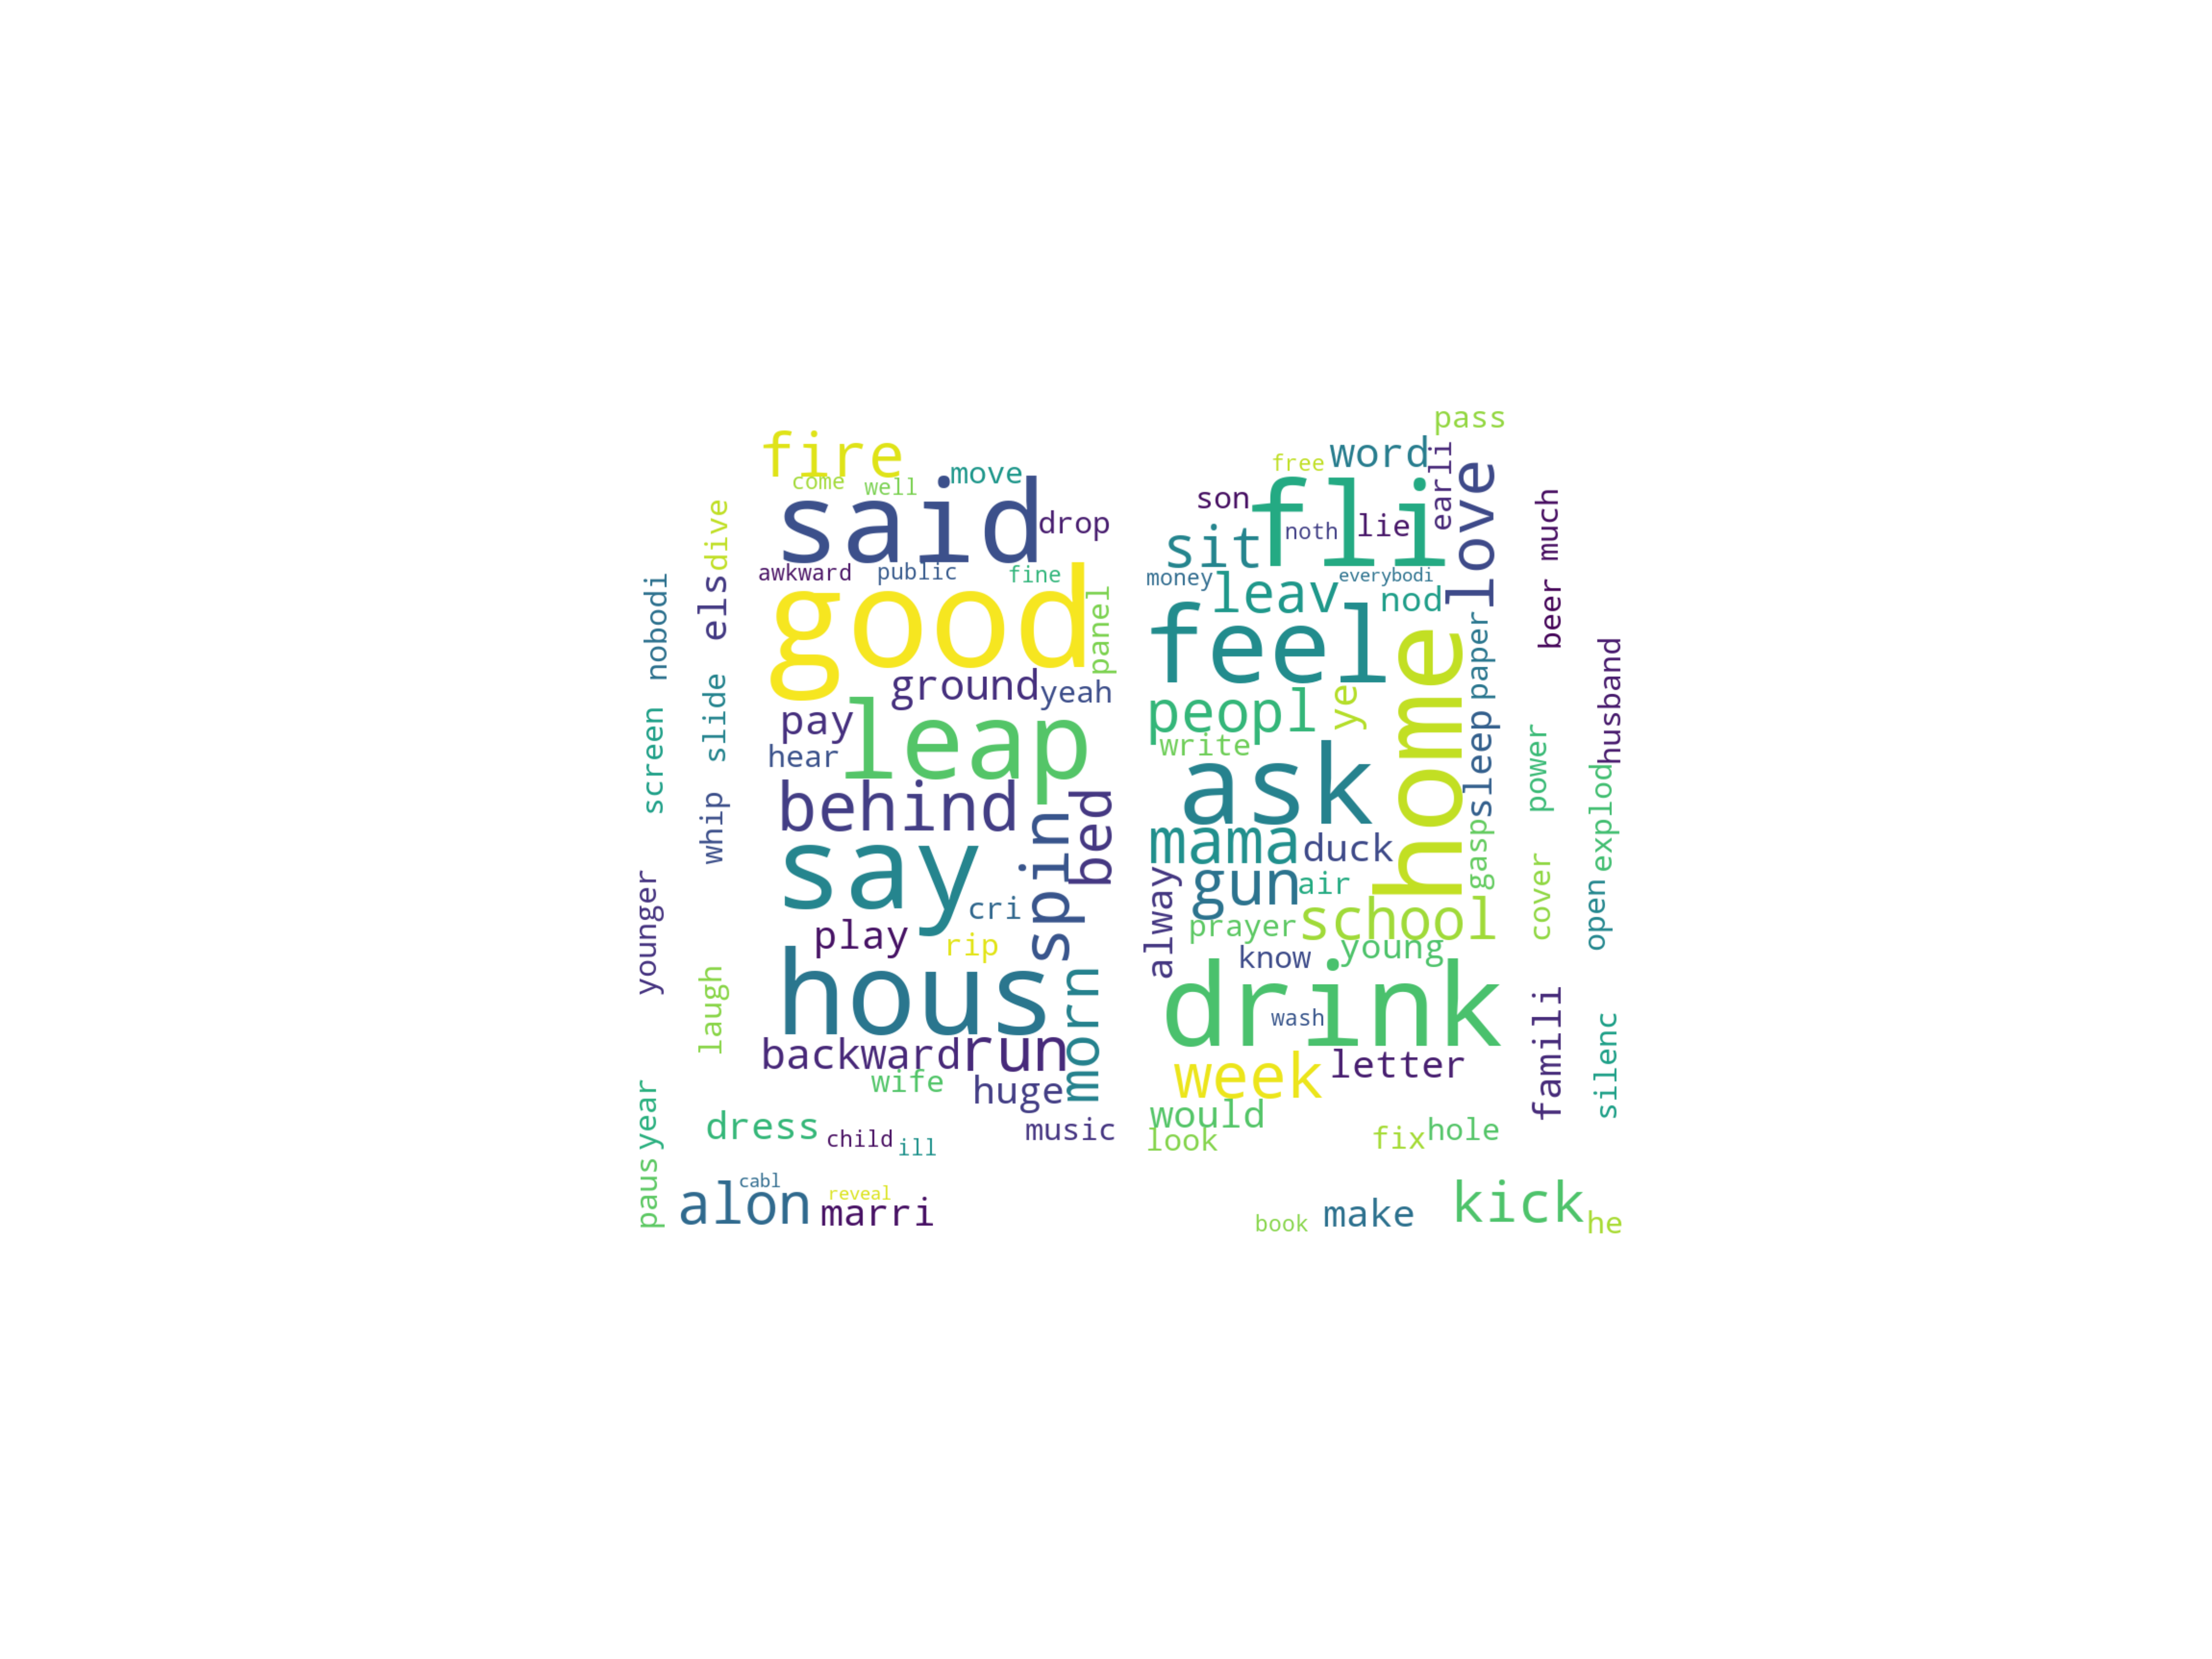 pass
fire
word
free
love
earli
come
well
move
said
drop
son
fli
noth
lie
sit
much
dive
awkward
public
fine
money
everybodi
leav
nod
beer
nobodi
els
good
panel
feel
paper
home
husband
ground
yeah
pay
leap
hear
peopl
ye
write
sleep
slide
screen
power
explod
whip
behind
bed
ask
mama
duck
gasp
say
spin
gun
air
alway
prayer
school
cover
open
younger
cri
play
rip
know
young
laugh
hous
morn
drink
wash
famili
silenc
backward
run
wife
huge
week
letter
year
would
dress
child
ill
music
look
fix
hole
paus
cabl
alon
reveal
marri
book
make
kick
he